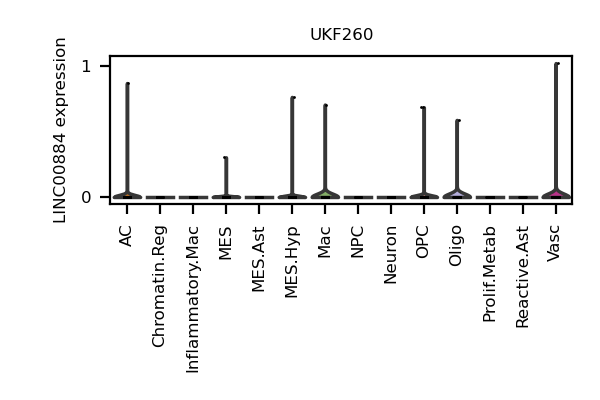 UKF260
LINC00884 expression
1
0
AC
Chromatin.Reg
Inflammatory.Mac
MES
MES.Ast
MES.Hyp
Mac
NPC
Neuron
OPC
Oligo
Prolif.Metab
Reactive.Ast
Vasc